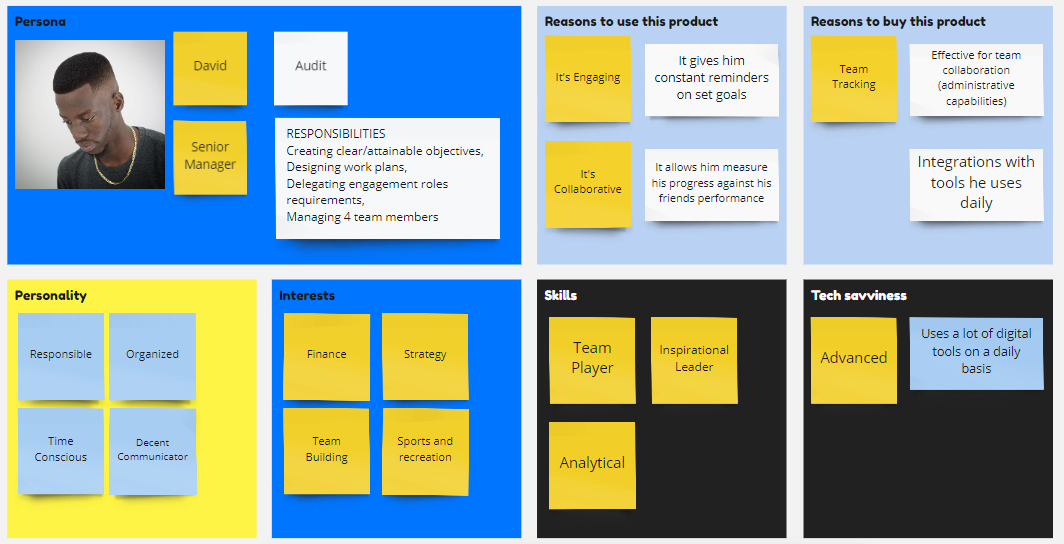 Persona
David
Audit
Senior
Manager
RESPONSIBILITIES
Creating clear/attainable objectives,
Designing work plans,
Delegating engagement roles
requirements,
Managing 4 team members
Reasons to use this product
It's Engaging
It gives him
constant reminders
on set goals
It's
Collaborative
It allows him measure
his progress against his
friends performance
Reasons to buy this product
Team
Tracking
Effective for team
collaboration
(administrative
capabilities)
Integrations with
tools he uses
daily
Personality
Responsible
Organized
Time
Conscious
Decent
Communicator
Interests
Finance
Strategy
Team
Building
Sports and
recreation
Skills
Team
Player
Inspirational
Leader
Analytical
Tech savviness
Advanced
Uses a lot of digital
tools on a daily
basis